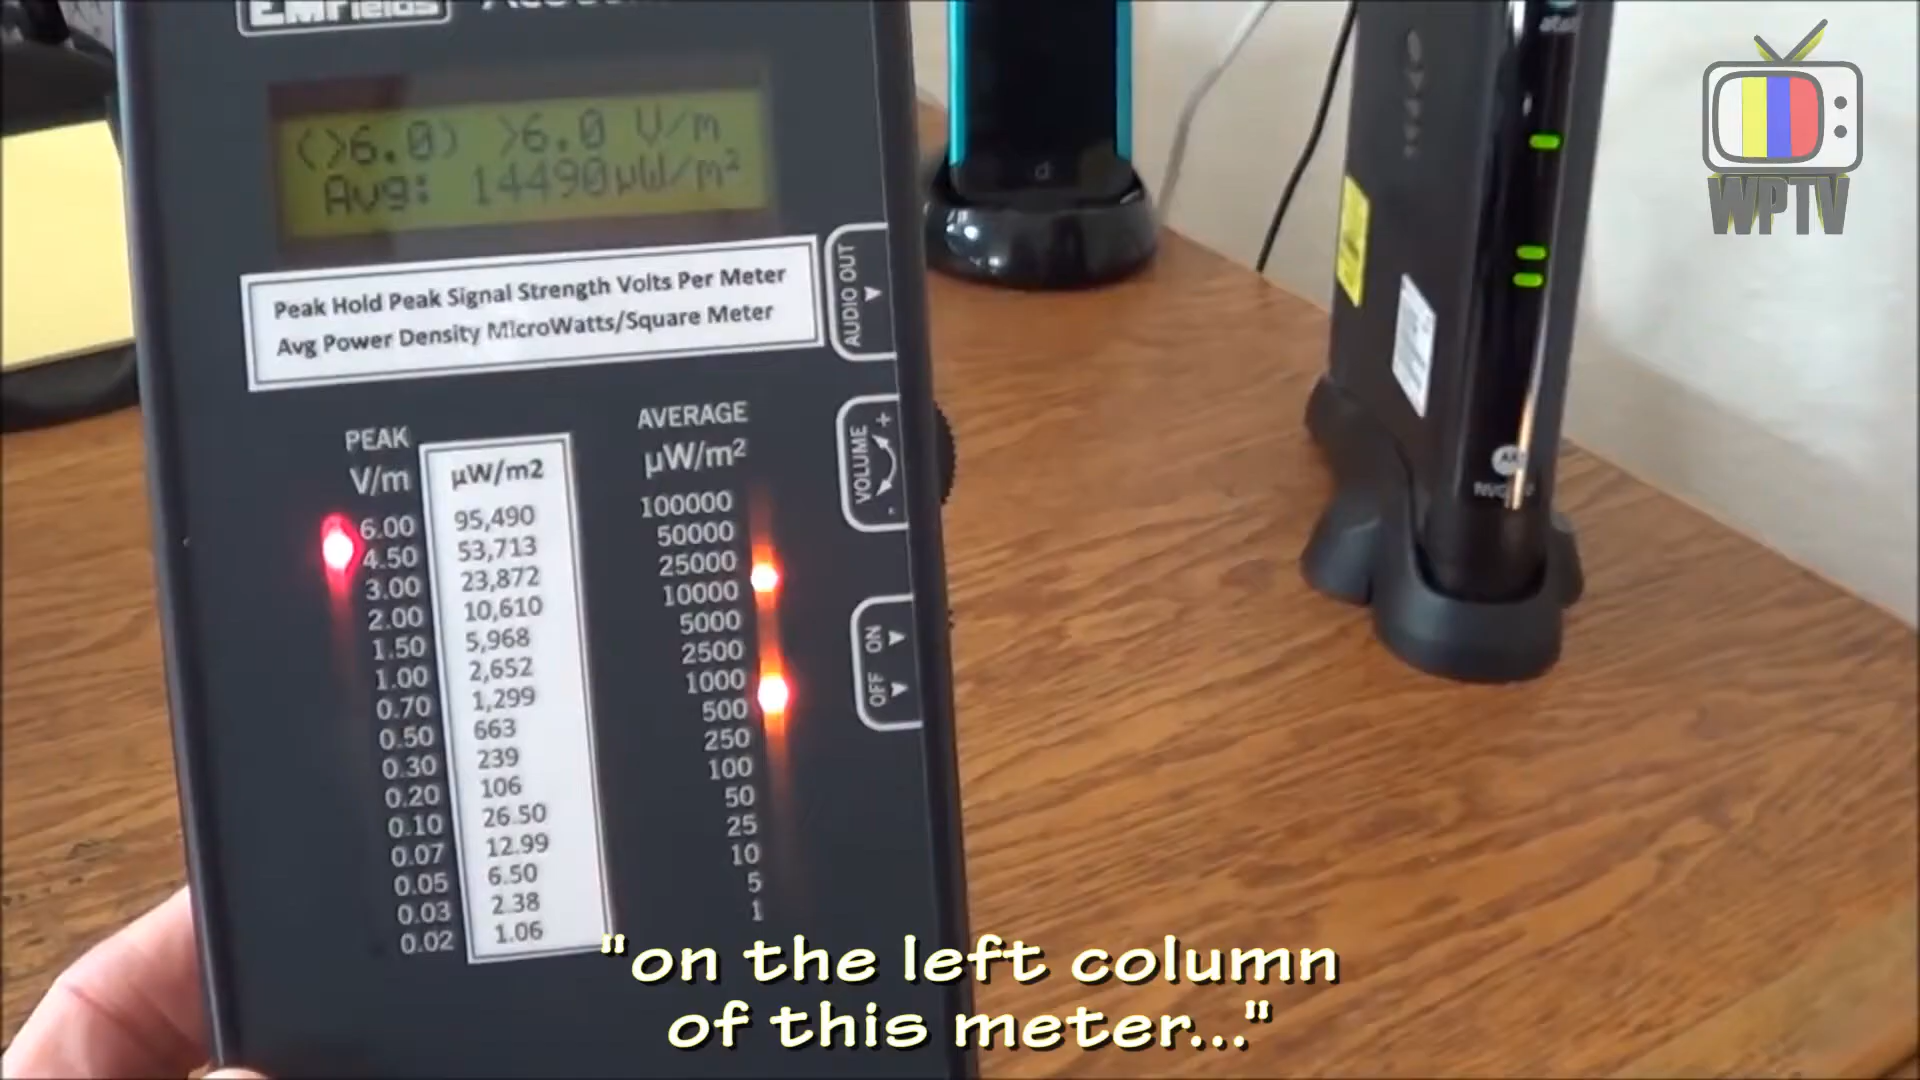 EMFields
(>6.0) >6.0 V/m
Avg: 14490µW/m²
Peak Hold Peak Signal Strength Volts Per Meter
Avg Power Density MicroWatts/Square Meter
AUDIO OUT
VOLUME
+
-
ON
OFF
PEAK
V/m
6.00
4.50
3.00
2.00
1.50
1.00
0.70
0.50
0.30
0.20
0.10
0.07
0.05
0.03
0.02
µW/m2
95,490
53,713
23,872
10,610
5,968
2,652
1,299
663
239
106
26.50
12.99
6.50
2.38
1.06
AVERAGE
µW/m²
100000
50000
25000
10000
5000
2500
1000
500
250
100
50
25
10
5
1
at&t
WPTV
"on the left column
of this meter..."